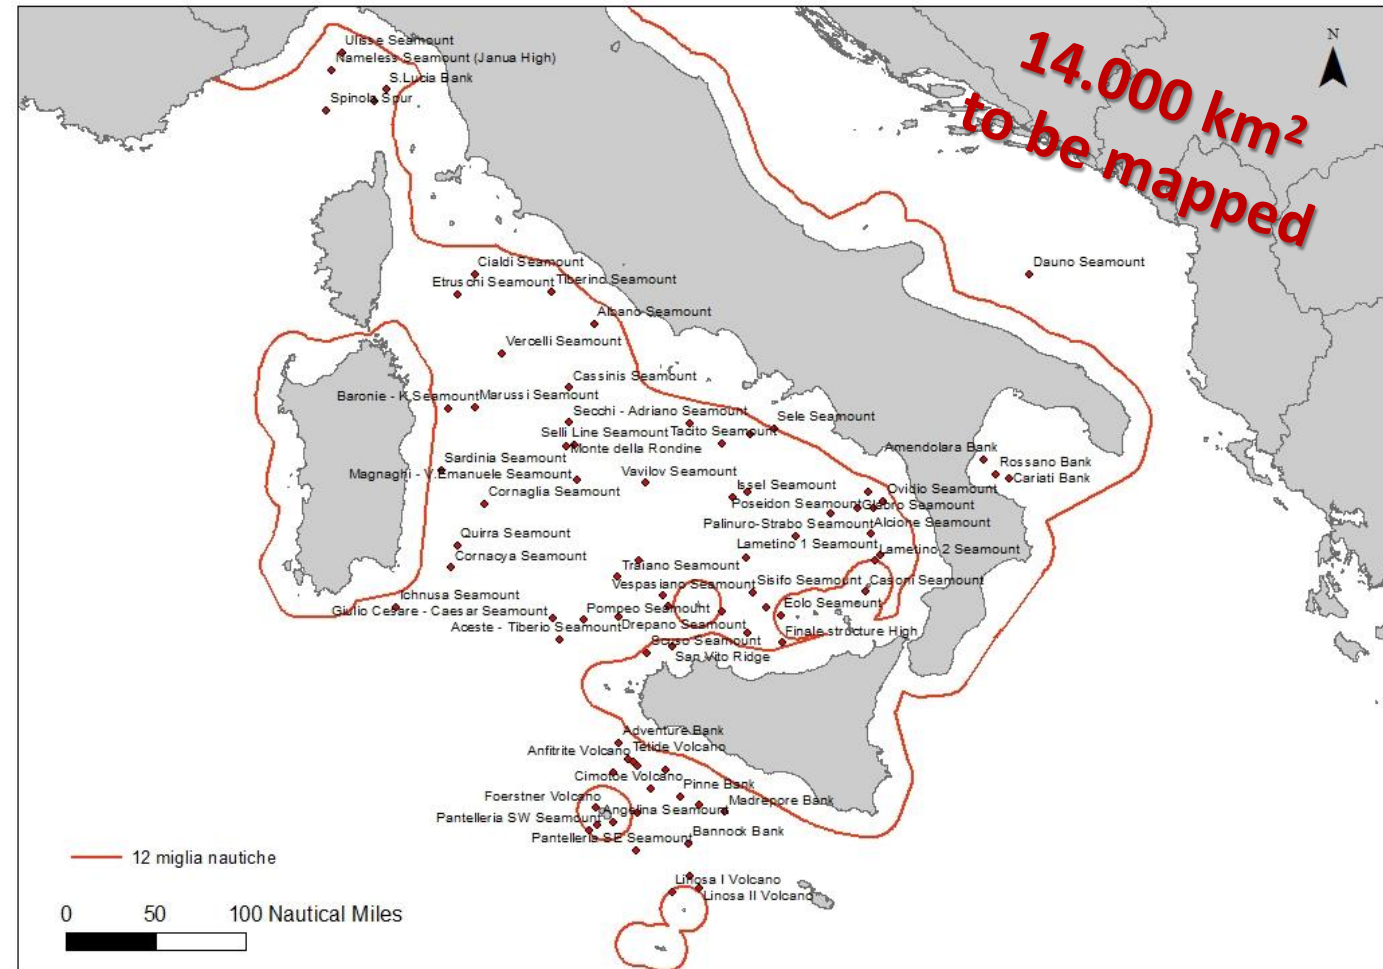 Ulisse Seamount
Nameless Seamount (Janua High)
S.Lucia Bank
Spinola Spur
14.000 km²
to be mapped
N
Cialdi Seamount
Etruschi Seamount
Tiberino Seamount
Dauno Seamount
Albano Seamount
Vercelli Seamount
Cassinis Seamount
Baronie - K Seamount
Marussi Seamount
Secchi - Adriano Seamount
Sele Seamount
Selli Line Seamount
Tacito Seamount
Monte della Rondine
Amendolara Bank
Rossano Bank
Cariati Bank
Sardinia Seamount
Magnaghi - V.Emanuele Seamount
Vavilov Seamount
Issel Seamount
Ovidio Seamount
Cornaglia Seamount
Poseidon Seamount
Glabro Seamount
Palinuro-Strabo Seamount
Alcione Seamount
Quirra Seamount
Lametino 1 Seamount
Lametino 2 Seamount
Cornacya Seamount
Traiano Seamount
Vespasiano Seamount
Sisifo Seamount
Casoni Seamount
Ichnusa Seamount
Giulio Cesare - Caesar Seamount
Pompeo Seamount
Eolo Seamount
Aceste - Tiberio Seamount
Drepano Seamount
Finale structure High
Scuso Seamount
San Vito Ridge
Adventure Bank
Anfitrite Volcano
Tetide Volcano
Cimotoe Volcano
Pinne Bank
Foerstner Volcano
Madrepore Bank
Angelina Seamount
Pantelleria SW Seamount
Pantelleria SE Seamount
Bannock Bank
Linosa I Volcano
Linosa II Volcano
12 miglia nautiche
0 50 100 Nautical Miles